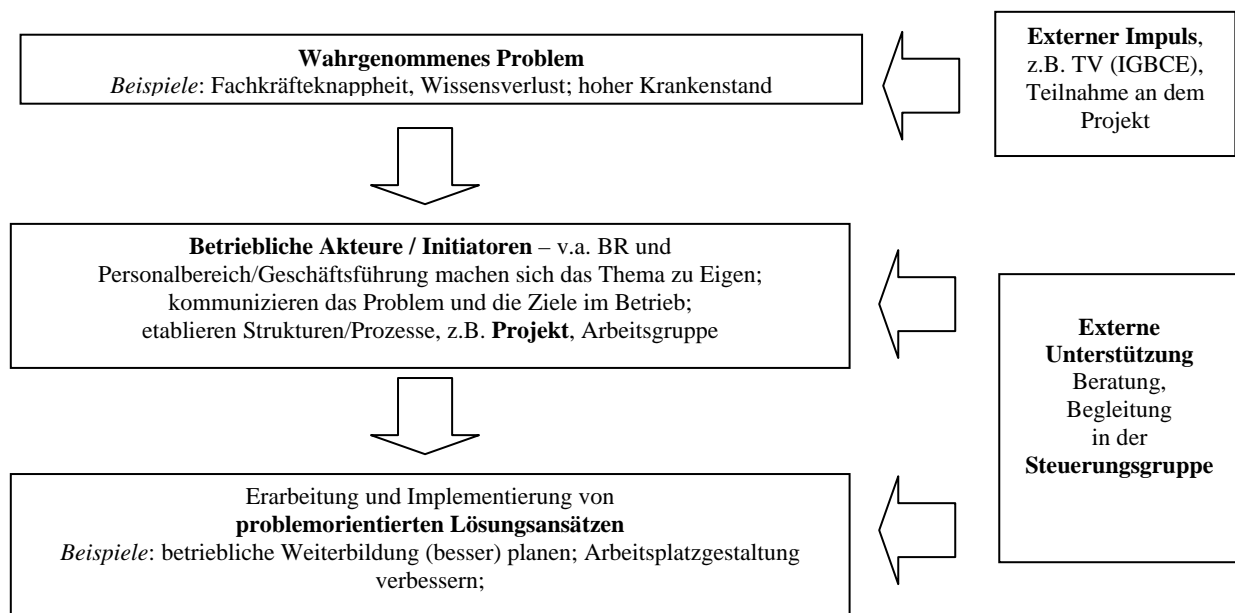 Wahrgenommenes Problem
Beispiele: Fachkräfteknappheit, Wissensverlust; hoher Krankenstand
Externer Impuls,
z.B. TV (IGBCE),
Teilnahme an dem
Projekt
Betriebliche Akteure / Initiatoren – v.a. BR und
Personalbereich/Geschäftsführung machen sich das Thema zu Eigen;
kommunizieren das Problem und die Ziele im Betrieb;
etablieren Strukturen/Prozesse, z.B. Projekt, Arbeitsgruppe
Externe
Unterstützung
Beratung,
Begleitung
in der
Steuerungsgruppe
Erarbeitung und Implementierung von
problemorientierten Lösungsansätzen
Beispiele: betriebliche Weiterbildung (besser) planen; Arbeitsplatzgestaltung
verbessern;